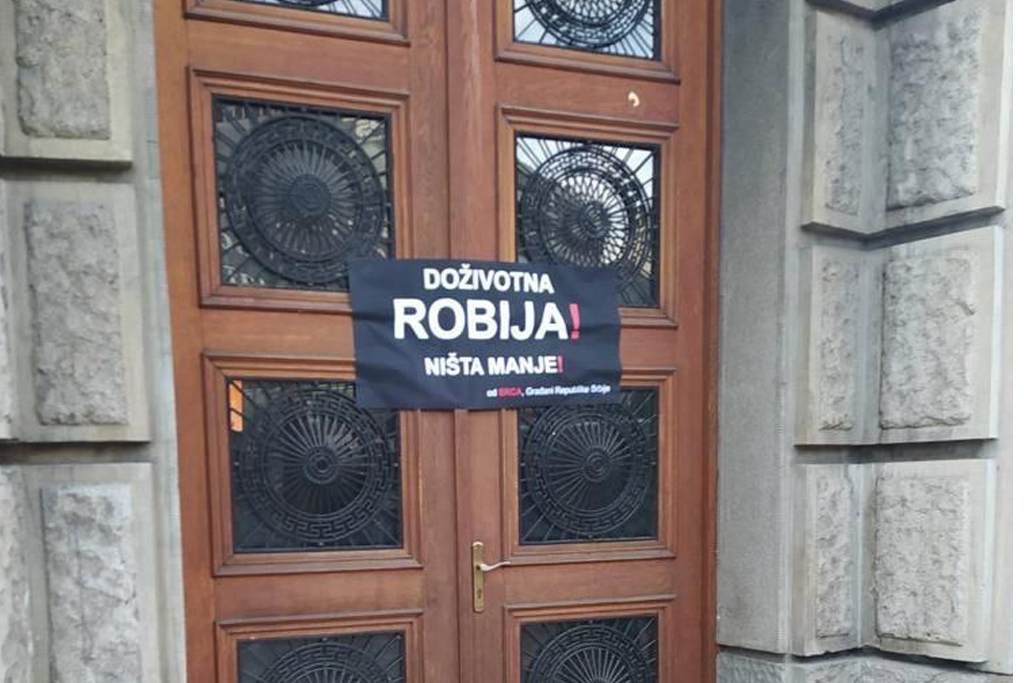 DOŽIVOTNA
ROBIJA!
NIŠTA MANJE!
od SRCA, Građani Republike Srbije